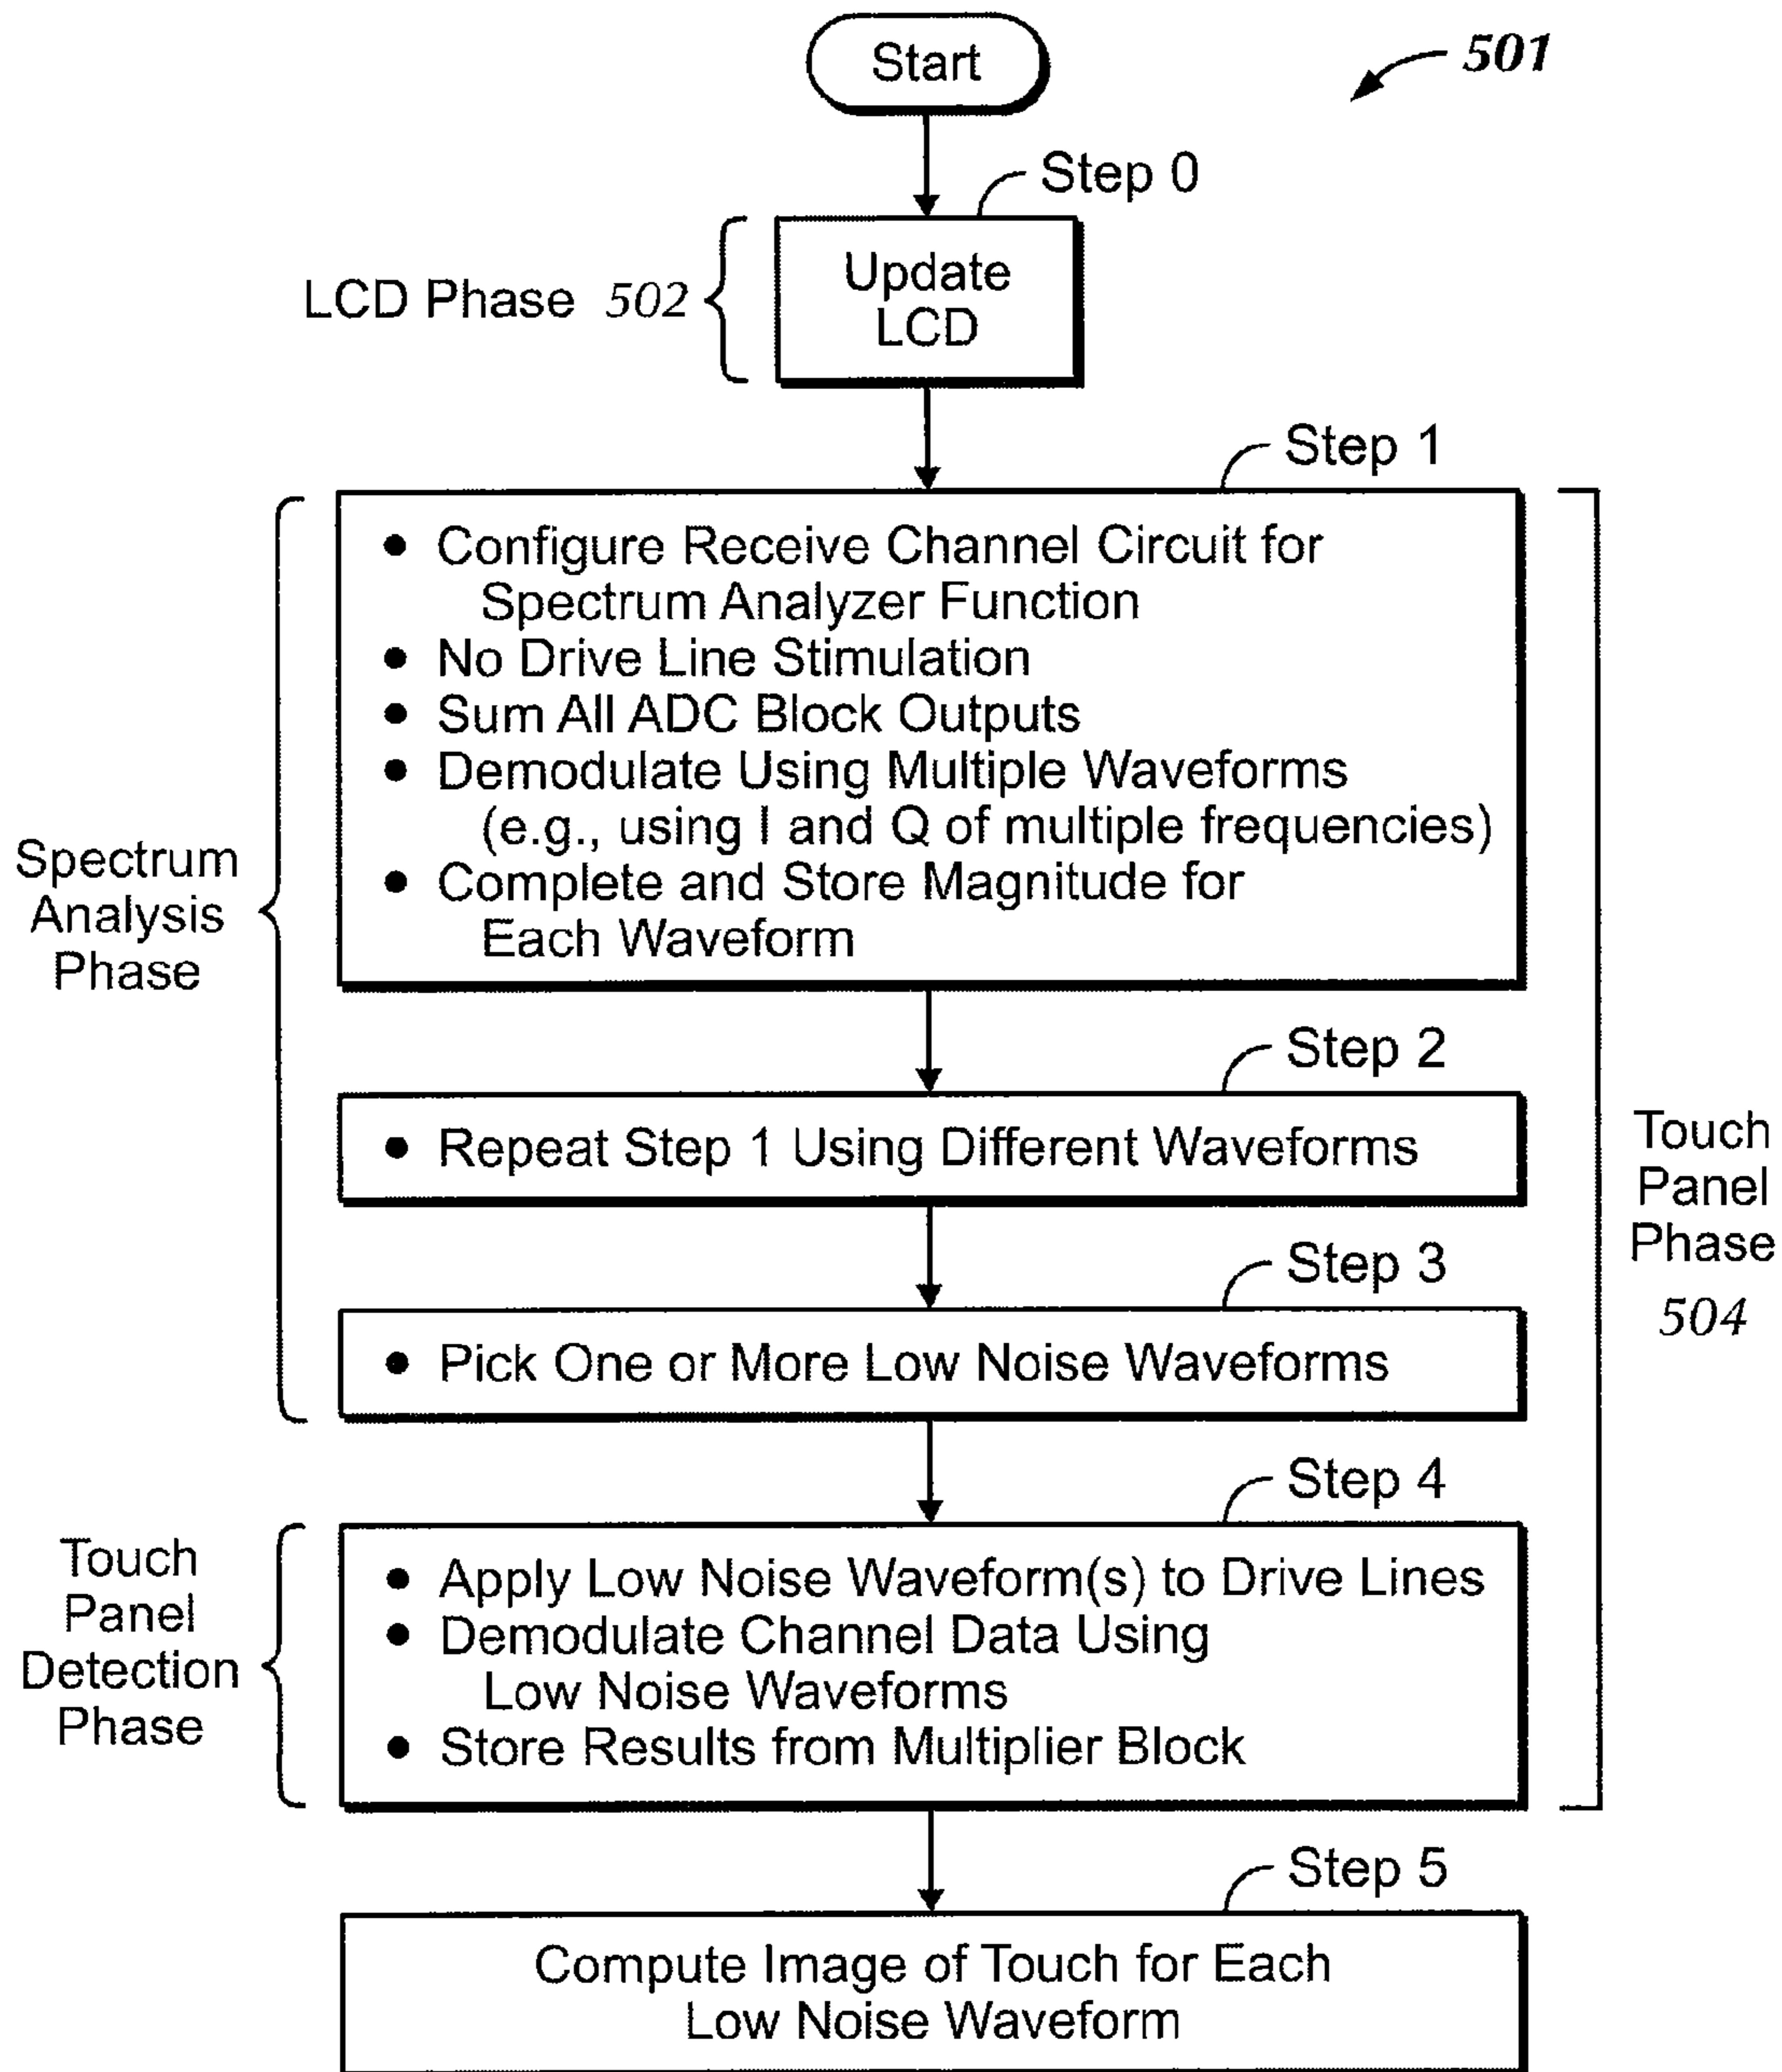 Start
501
Step 0
LCD Phase 502
Update
LCD
Step 1
• Configure Receive Channel Circuit for
Spectrum Analyzer Function
• No Drive Line Stimulation
• Sum All ADC Block Outputs
• Demodulate Using Multiple Waveforms
(e.g., using I and Q of multiple frequencies)
• Complete and Store Magnitude for
Each Waveform
Spectrum
Analysis
Phase
Step 2
• Repeat Step 1 Using Different Waveforms
Touch
Panel
Phase
504
Step 3
• Pick One or More Low Noise Waveforms
Step 4
Touch
Panel
Detection
Phase
• Apply Low Noise Waveform(s) to Drive Lines
• Demodulate Channel Data Using
Low Noise Waveforms
• Store Results from Multiplier Block
Step 5
Compute Image of Touch for Each
Low Noise Waveform